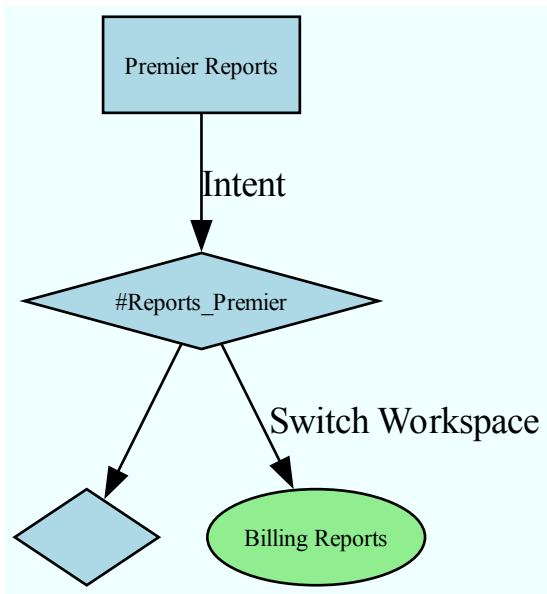 Premier Reports
Intent
#Reports_Premier
Switch Workspace
Billing Reports